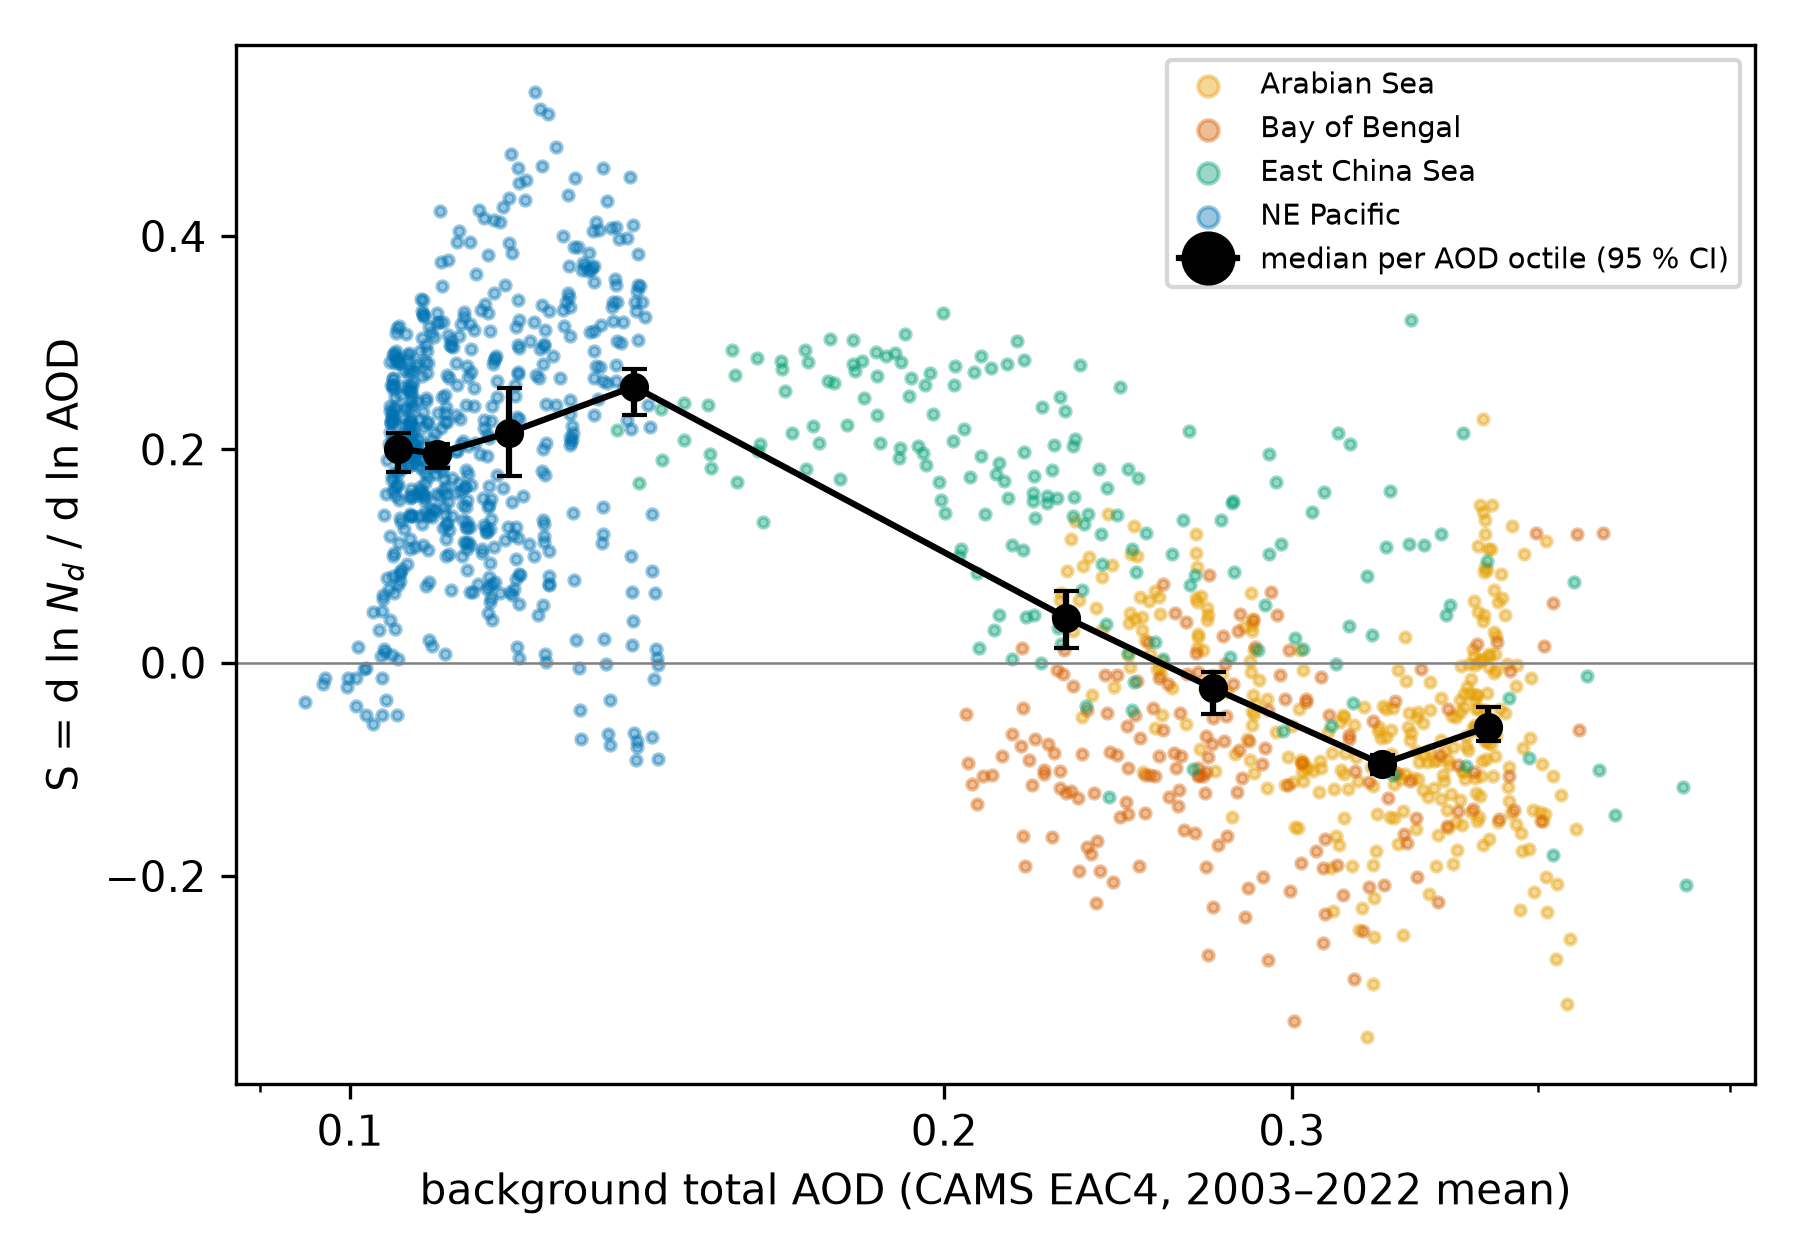 Arabian Sea
Bay of Bengal
East China Sea
NE Pacific
median per AOD octile (95 % CI)
S = d ln N_d / d ln AOD
0.4
0.2
0.0
−0.2
0.1
0.2
0.3
background total AOD (CAMS EAC4, 2003–2022 mean)